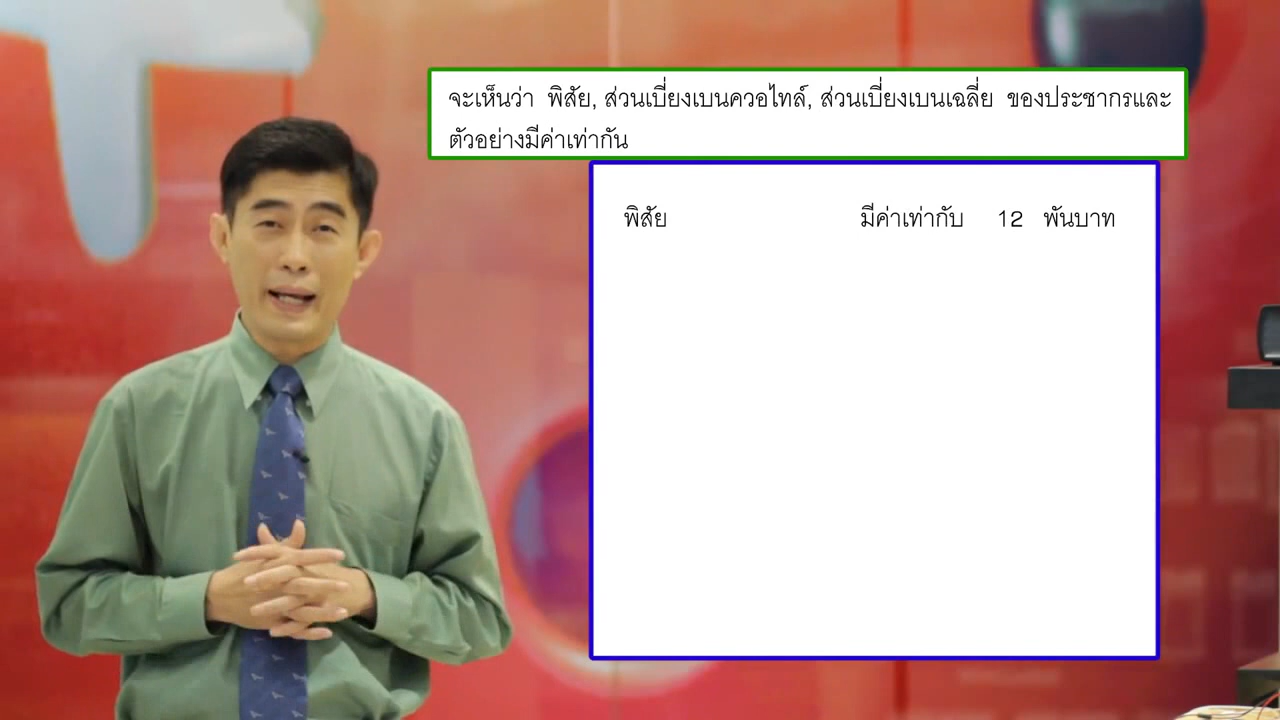 จะเห็นว่า พิสัย, ส่วนเบี่ยงเบนควอไทล์, ส่วนเบี่ยงเบนเฉลี่ย ของประชากรและ
ตัวอย่างมีค่าเท่ากัน
พิสัย มีค่าเท่ากับ 12 พันบาท